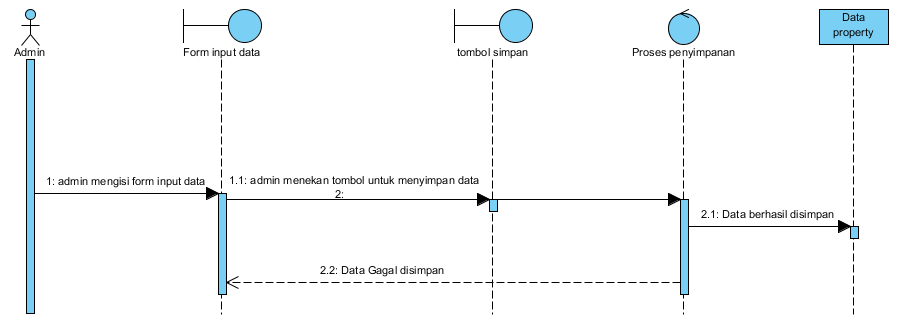 Admin
Form input data
tombol simpan
Proses penyimpanan
Data
property
1: admin mengisi form input data
1.1: admin menekan tombol untuk menyimpan data
2:
2.1: Data berhasil disimpan
2.2: Data Gagal disimpan